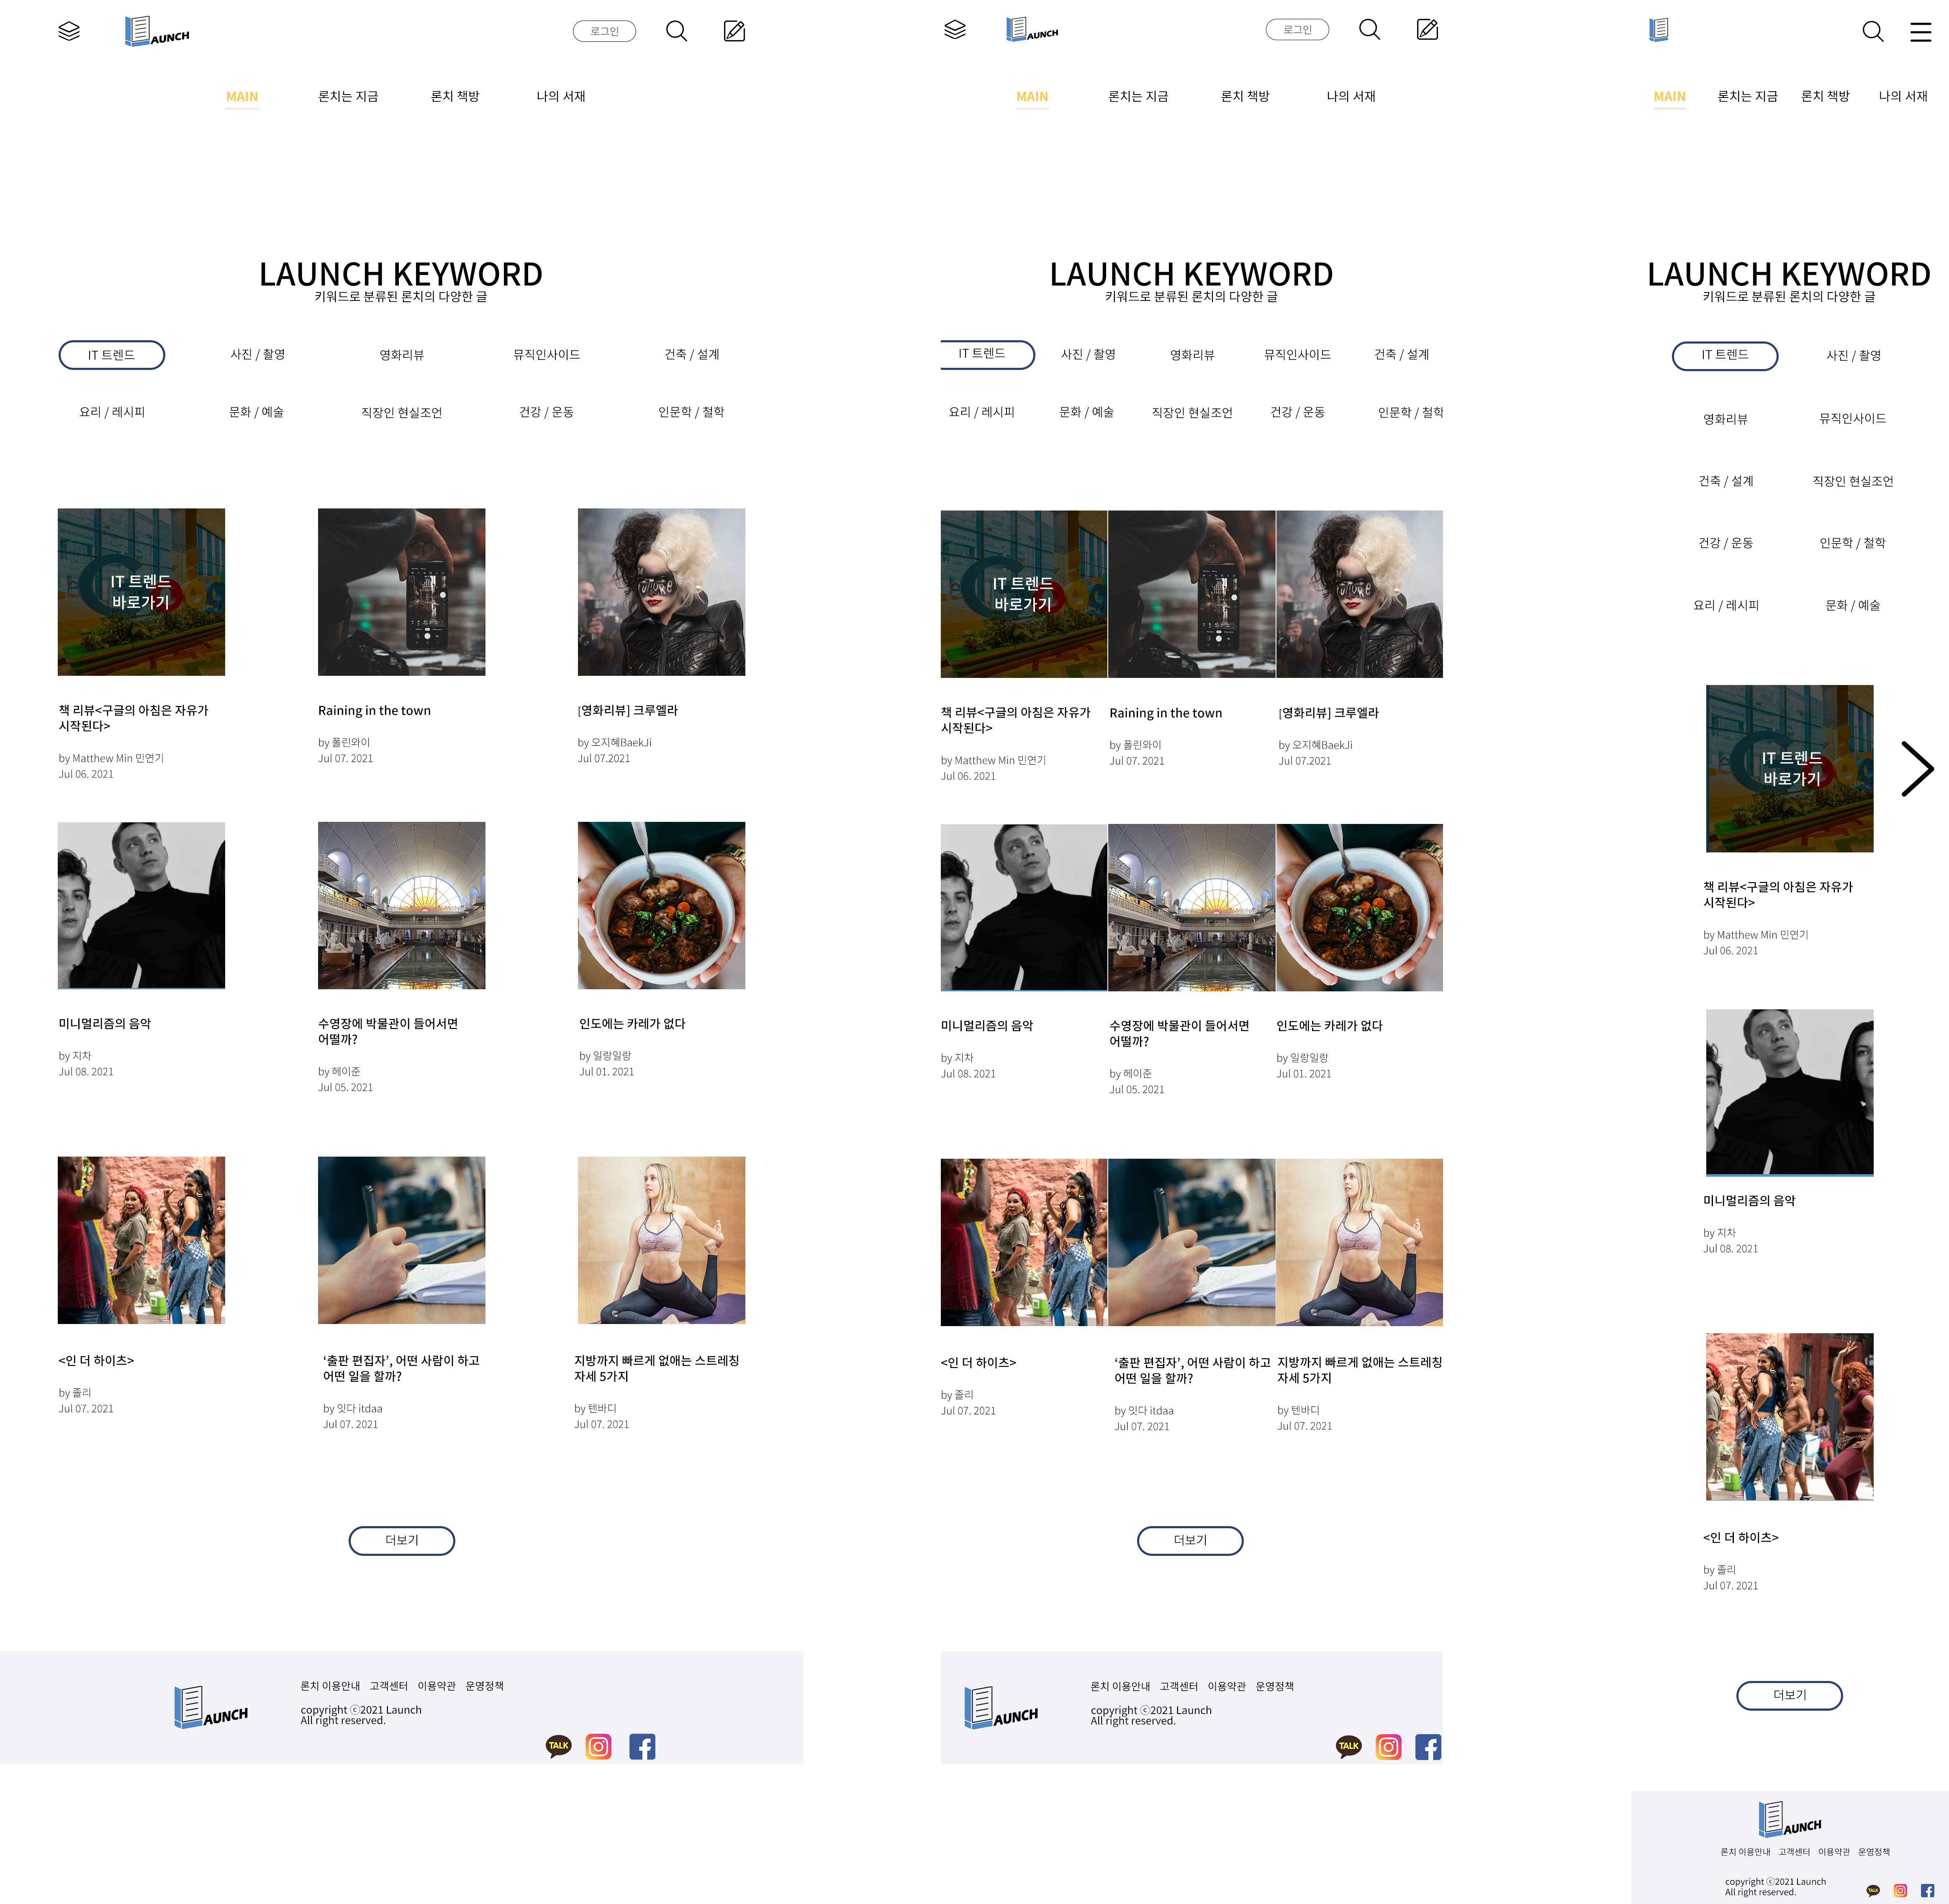 AUNCH
로그인
MAIN 론치는 지금 론치 책방 나의 서재
LAUNCH KEYWORD
키워드로 분류된 론치의 다양한 글
IT 트렌드 사진 / 촬영 영화리뷰 뮤직인사이드 건축 / 설계
요리 / 레시피 문화 / 예술 직장인 현실조언 건강 / 운동 인문학 / 철학
IT 트렌드
바로가기
FUTURE
책 리뷰<구글의 아침은 자유가
시작된다>
by Matthew Min 민연기
Jul 06. 2021
Raining in the town
by 폴린와이
Jul 07. 2021
[영화리뷰] 크루엘라
by 오지혜BaekJi
Jul 07.2021
미니멀리즘의 음악
by 지차
Jul 08. 2021
수영장에 박물관이 들어서면
어떨까?
by 헤이준
Jul 05. 2021
인도에는 카레가 없다
by 일랑일랑
Jul 01. 2021
<인 더 하이츠>
by 졸리
Jul 07. 2021
‘출판 편집자’, 어떤 사람이 하고
어떤 일을 할까?
by 잇다 itdaa
Jul 07. 2021
지방까지 빠르게 없애는 스트레칭
자세 5가지
by 텐바디
Jul 07. 2021
더보기
AUNCH
론치 이용안내 고객센터 이용약관 운영정책
copyright ⓒ2021 Launch
All right reserved.
TALK
AUNCH
로그인
MAIN 론치는 지금 론치 책방 나의 서재
LAUNCH KEYWORD
키워드로 분류된 론치의 다양한 글
IT 트렌드 사진 / 촬영 영화리뷰 뮤직인사이드 건축 / 설계
요리 / 레시피 문화 / 예술 직장인 현실조언 건강 / 운동 인문학 / 철학
IT 트렌드
바로가기
FUTURE
책 리뷰<구글의 아침은 자유가
시작된다>
by Matthew Min 민연기
Jul 06. 2021
Raining in the town
by 폴린와이
Jul 07. 2021
[영화리뷰] 크루엘라
by 오지혜BaekJi
Jul 07.2021
미니멀리즘의 음악
by 지차
Jul 08. 2021
수영장에 박물관이 들어서면
어떨까?
by 헤이준
Jul 05. 2021
인도에는 카레가 없다
by 일랑일랑
Jul 01. 2021
<인 더 하이츠>
by 졸리
Jul 07. 2021
‘출판 편집자’, 어떤 사람이 하고
어떤 일을 할까?
by 잇다 itdaa
Jul 07. 2021
지방까지 빠르게 없애는 스트레칭
자세 5가지
by 텐바디
Jul 07. 2021
더보기
AUNCH
론치 이용안내 고객센터 이용약관 운영정책
copyright ⓒ2021 Launch
All right reserved.
TALK
MAIN 론치는 지금 론치 책방 나의 서재
LAUNCH KEYWORD
키워드로 분류된 론치의 다양한 글
IT 트렌드 사진 / 촬영
영화리뷰 뮤직인사이드
건축 / 설계 직장인 현실조언
건강 / 운동 인문학 / 철학
요리 / 레시피 문화 / 예술
IT 트렌드
바로가기
책 리뷰<구글의 아침은 자유가
시작된다>
by Matthew Min 민연기
Jul 06. 2021
미니멀리즘의 음악
by 지차
Jul 08. 2021
<인 더 하이츠>
by 졸리
Jul 07. 2021
더보기
AUNCH
론치 이용안내 고객센터 이용약관 운영정책
copyright ⓒ2021 Launch
All right reserved.
TALK